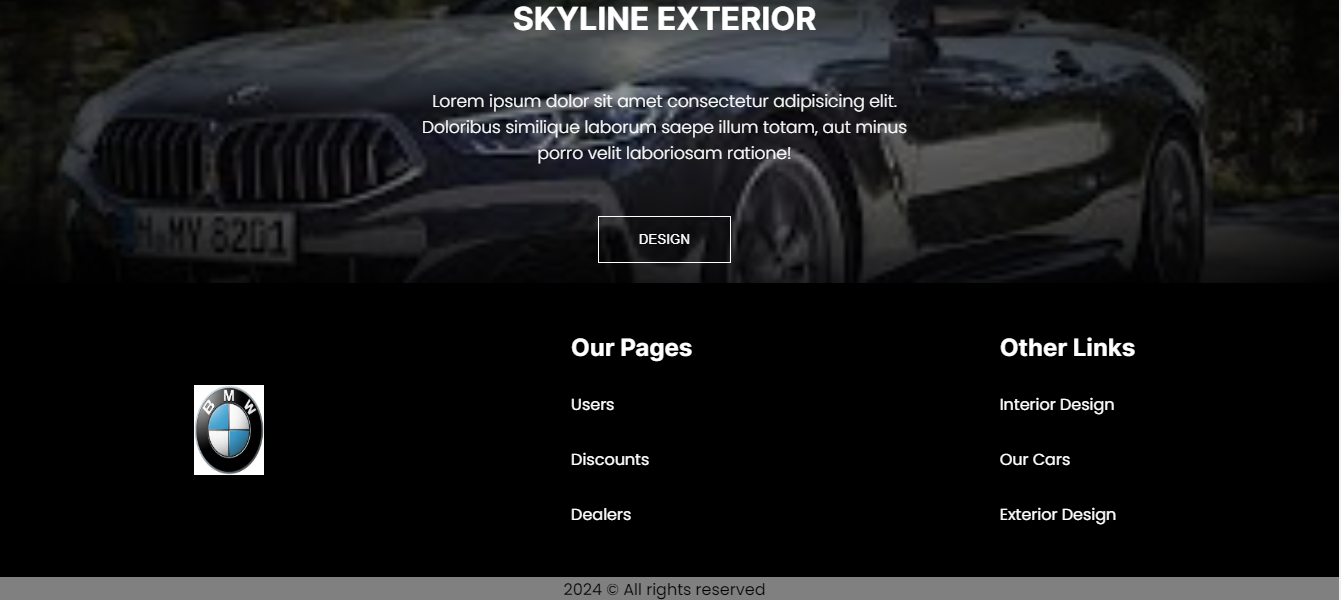 SKYLINE EXTERIOR
Lorem ipsum dolor sit amet consectetur adipisicing elit.
Doloribus similique laborum saepe illum totam, aut minus
porro velit laboriosam ratione!
M MY 8201
DESIGN
Our Pages
Other Links
BMW
Users
Interior Design
Discounts
Our Cars
Dealers
Exterior Design
2024 © All rights reserved